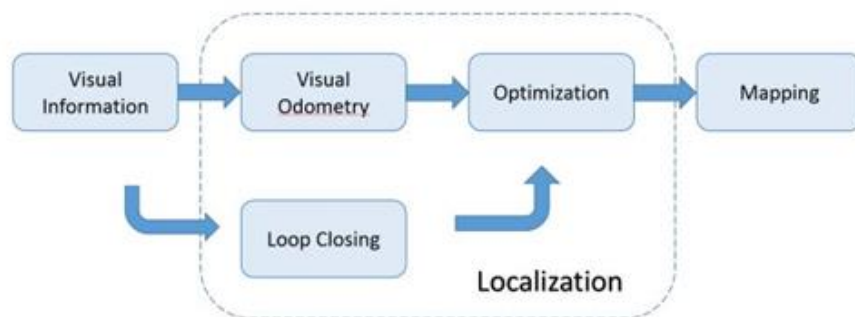 Visual
Information
Visual
Odometry
Optimization
Mapping
Loop Closing
Localization